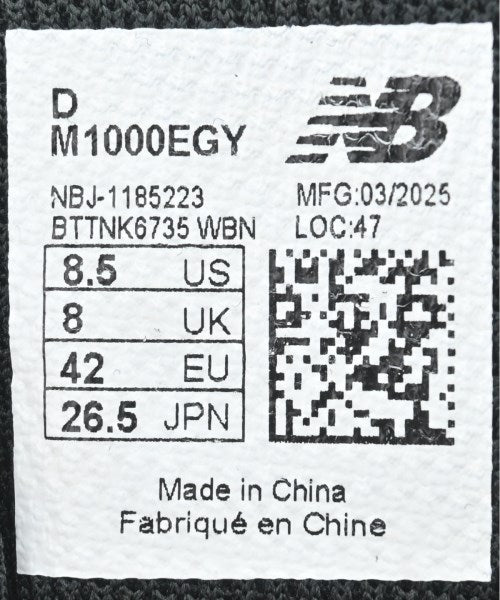 D
M1000EGY
NB
NBJ-1185223
MFG:03/2025
BTTNK6735 WBN
LOC:47
8.5 US
8 UK
42 EU
26.5 JPN
Made in China
Fabriqué en Chine